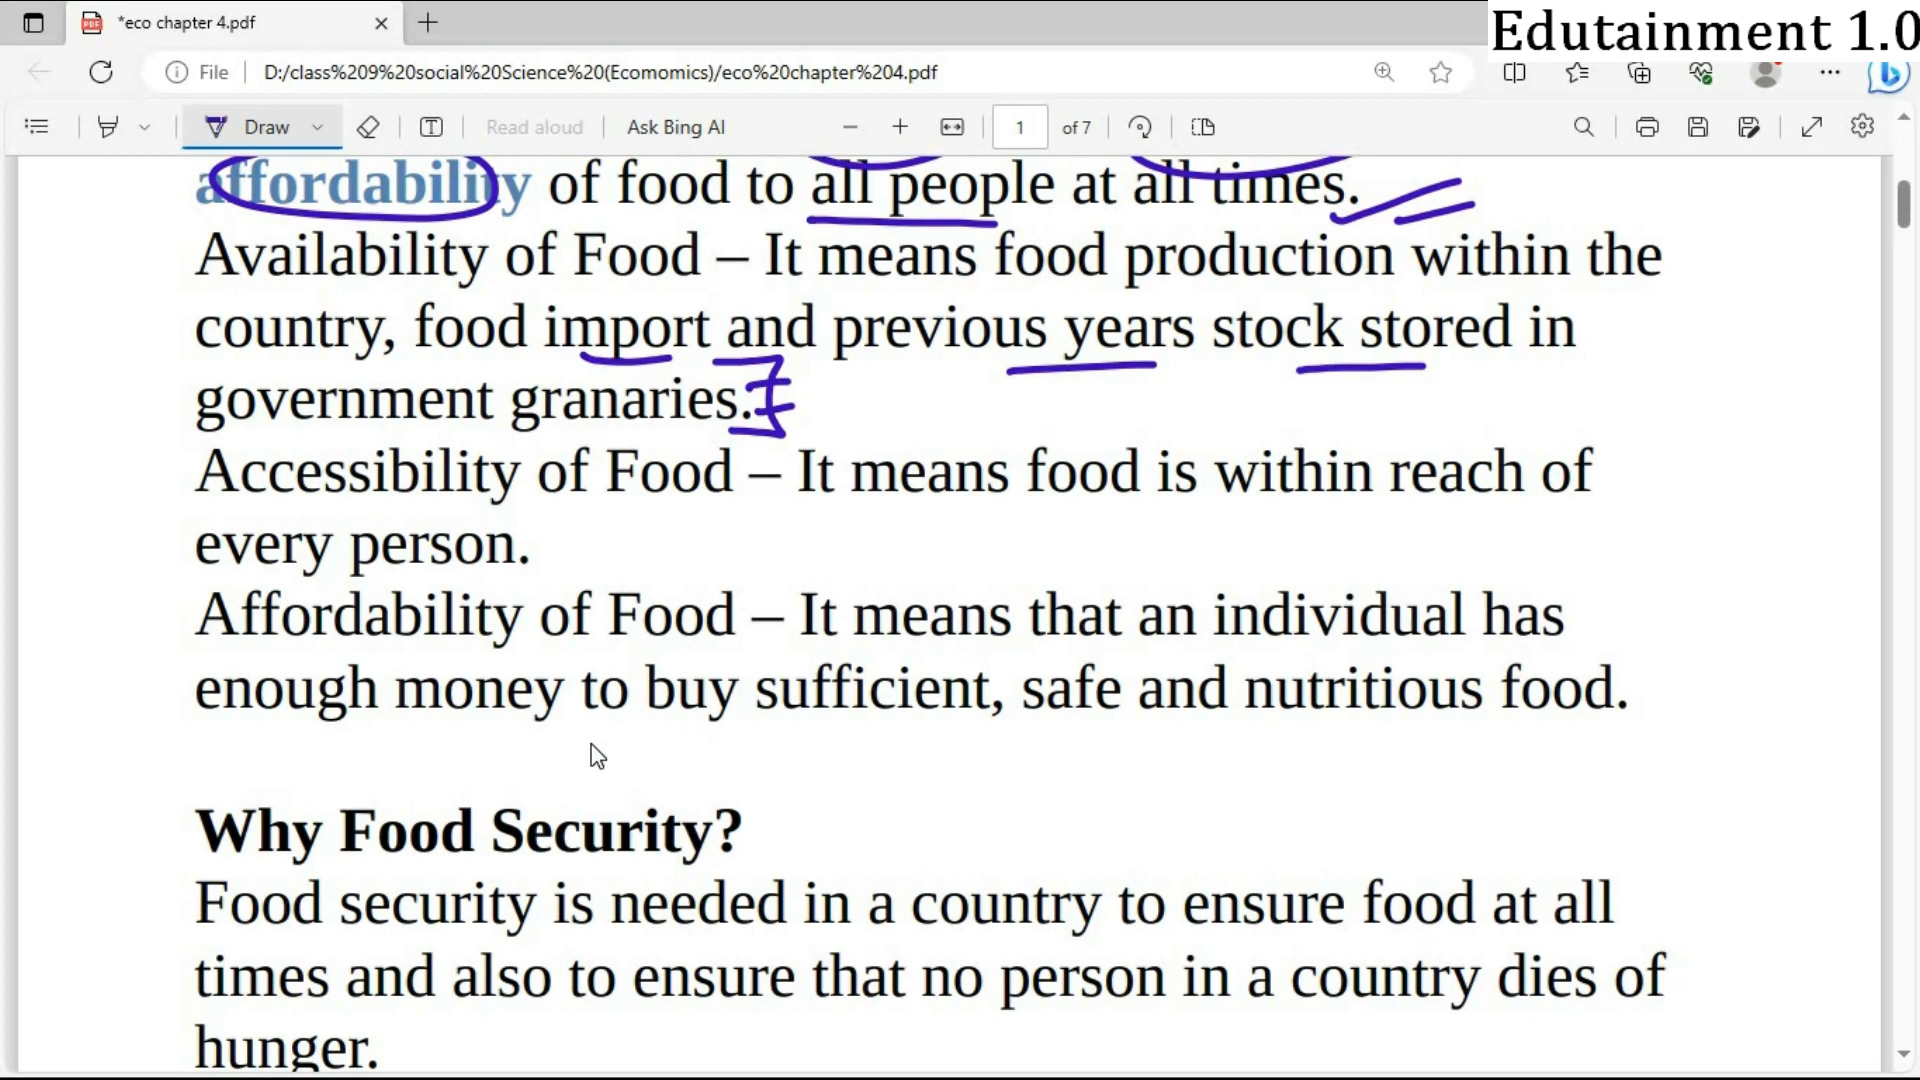 *eco chapter 4.pdf
Edutainment 1.0
File
D:/class%209%20social%20Science%20(Ecomomics)/eco%20chapter%204.pdf
Draw
Read aloud
Ask Bing AI
1
of 7
affordability of food to all people at all times.
Availability of Food – It means food production within the
country, food import and previous years stock stored in
government granaries.
Accessibility of Food – It means food is within reach of
every person.
Affordability of Food – It means that an individual has
enough money to buy sufficient, safe and nutritious food.
Why Food Security?
Food security is needed in a country to ensure food at all
times and also to ensure that no person in a country dies of
hunger.